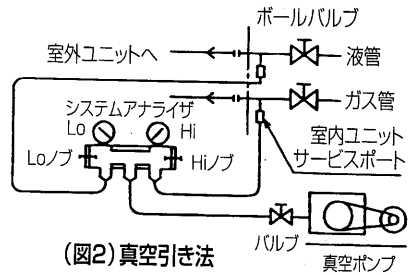 ボールバルブ
室外ユニットへ
液管
システムアナライザ
ガス管
Lo
Hi
室内ユニット
サービスポート
Loノブ
Hiノブ
バルブ
真空ポンプ
(図2)真空引き法